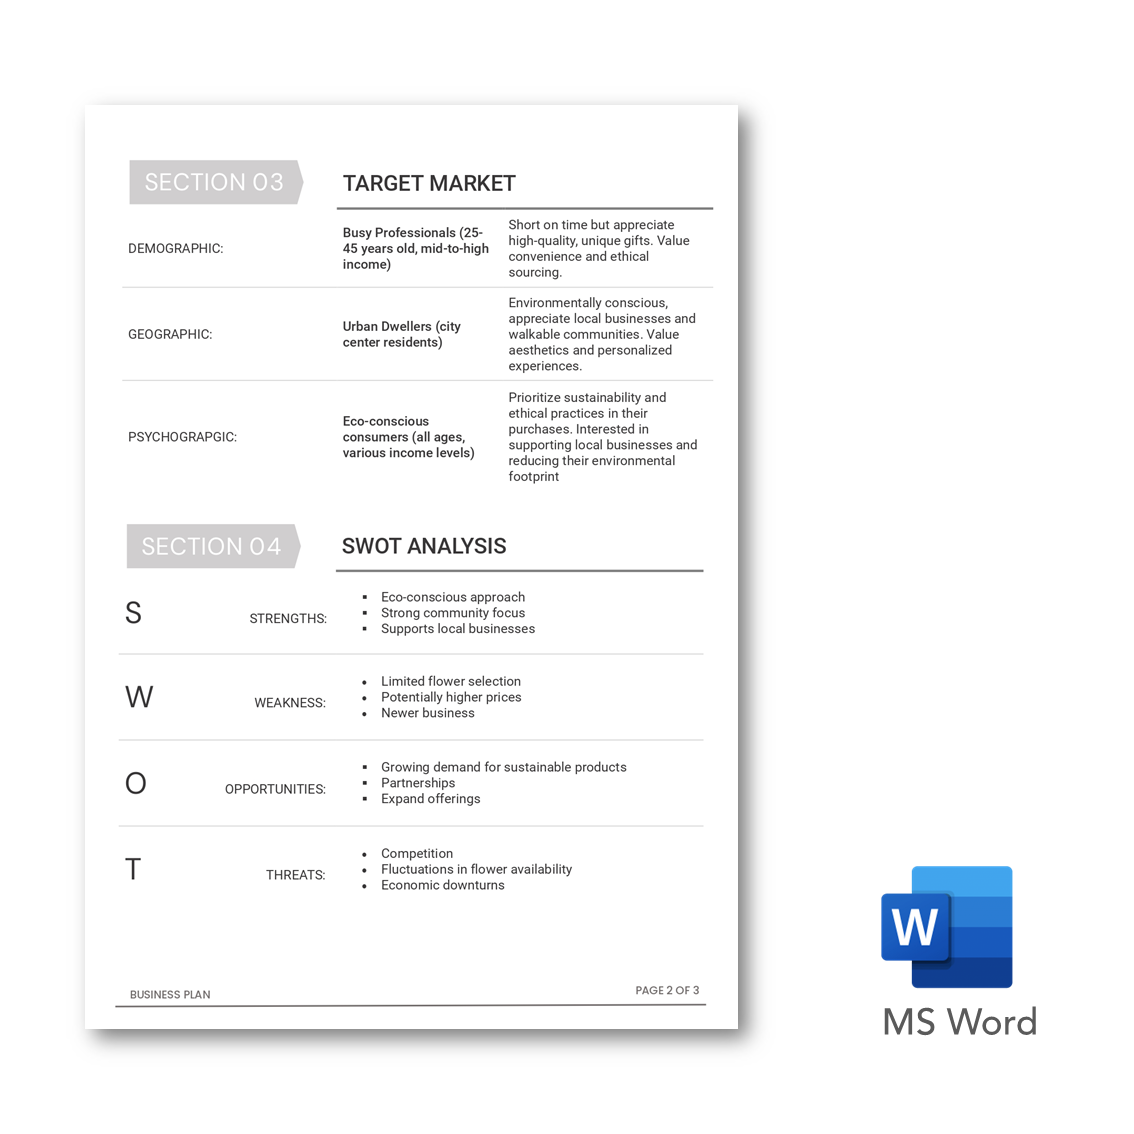 SECTION 03
TARGET MARKET
DEMOGRAPHIC:
Busy Professionals (25-
45 years old, mid-to-high
income)
Short on time but appreciate
high-quality, unique gifts. Value
convenience and ethical
sourcing.
GEOGRAPHIC:
Urban Dwellers (city
center residents)
Environmentally conscious,
appreciate local businesses and
walkable communities. Value
aesthetics and personalized
experiences.
PSYCHOGRAPGIC:
Eco-conscious
consumers (all ages,
various income levels)
Prioritize sustainability and
ethical practices in their
purchases. Interested in
supporting local businesses and
reducing their environmental
footprint
SECTION 04
SWOT ANALYSIS
S
STRENGTHS:
▪ Eco-conscious approach
▪ Strong community focus
▪ Supports local businesses
W
WEAKNESS:
• Limited flower selection
• Potentially higher prices
• Newer business
O
OPPORTUNITIES:
▪ Growing demand for sustainable products
▪ Partnerships
▪ Expand offerings
T
THREATS:
• Competition
• Fluctuations in flower availability
• Economic downturns
BUSINESS PLAN
PAGE 2 OF 3
W
MS Word